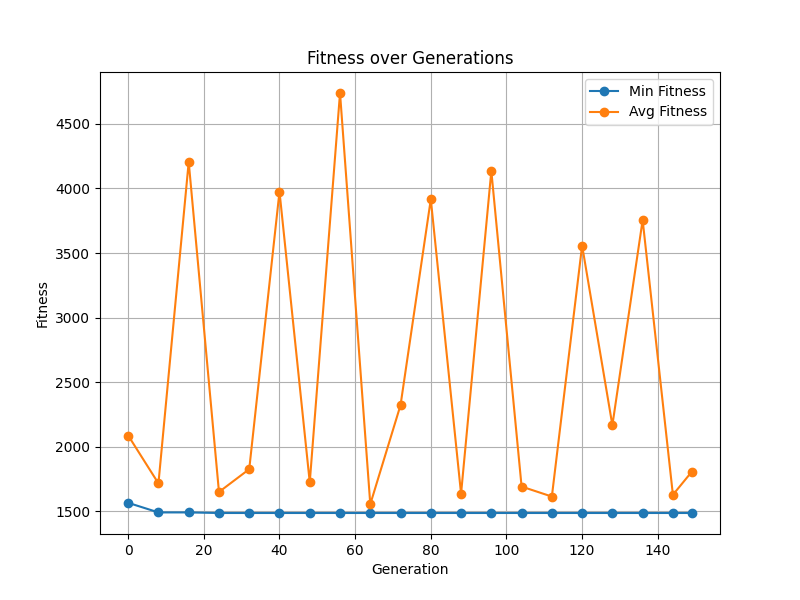 Fitness over Generations
Min Fitness
Avg Fitness
4500
4000
3500
3000
2500
2000
1500
Fitness
0 20 40 60 80 100 120 140
Generation